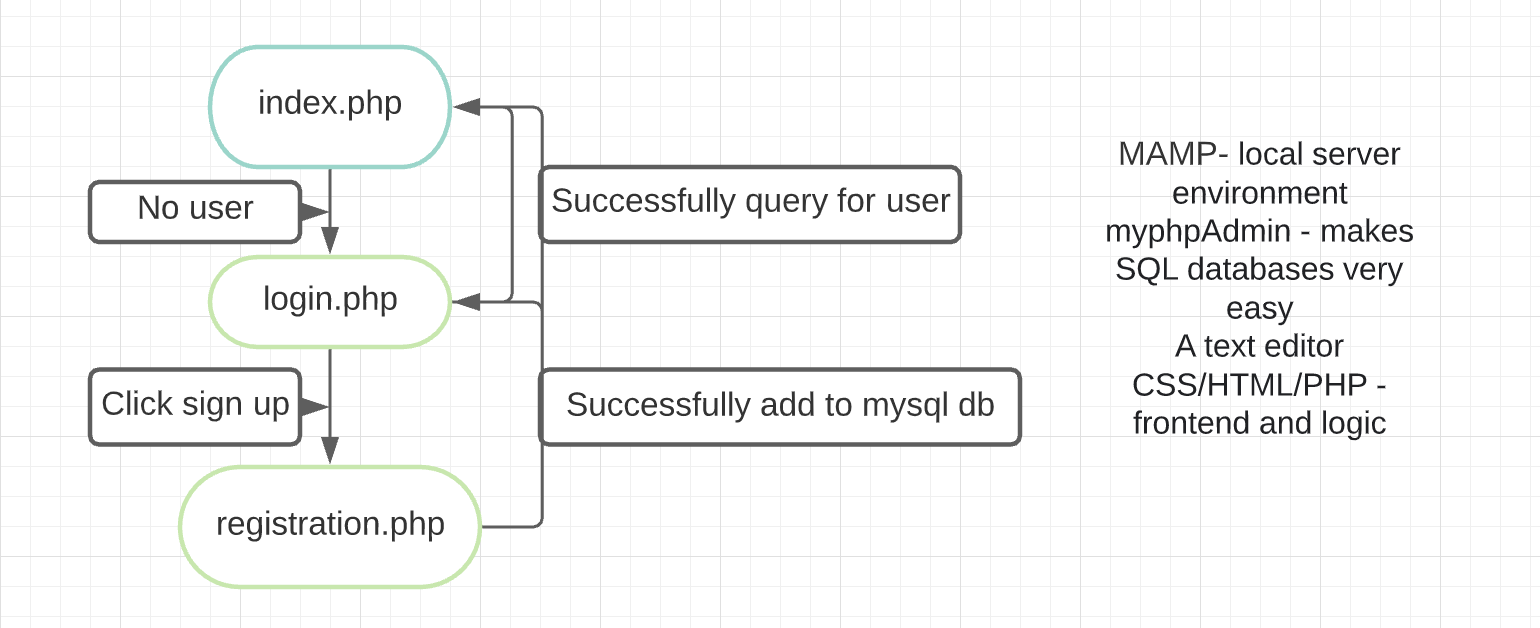 index.php
No user
Successfully query for user
login.php
Click sign up
Successfully add to mysql db
registration.php
MAMP- local server
environment
myphpAdmin - makes
SQL databases very
easy
A text editor
CSS/HTML/PHP -
frontend and logic